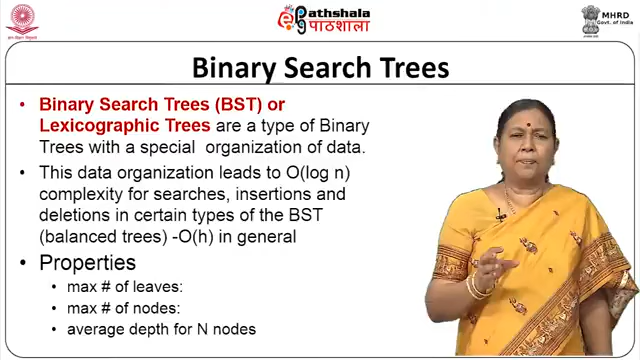 Pathshala
पाठशाला
MHRD
Govt. of India
Binary Search Trees
• Binary Search Trees (BST) or
Lexicographic Trees are a type of Binary
Trees with a special organization of data.
• This data organization leads to O(log n)
complexity for searches, insertions and
deletions in certain types of the BST
(balanced trees) -O(h) in general
• Properties
• max # of leaves:
• max # of nodes:
• average depth for N nodes